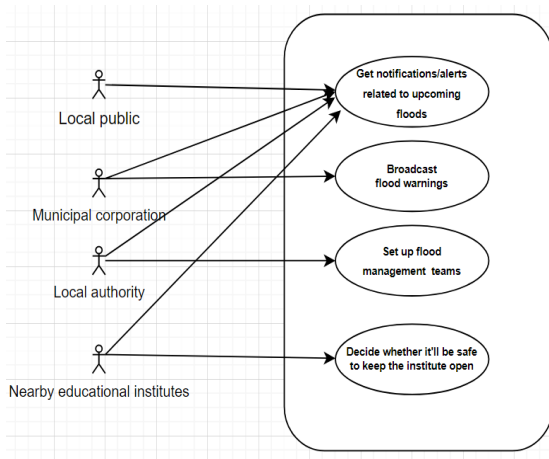 Get notifications/alerts
related to upcoming
floods
Local public
Broadcast
flood warnings
Municipal corporation
Set up flood
management teams
Local authority
Decide whether it'll be safe
to keep the institute open
Nearby educational institutes